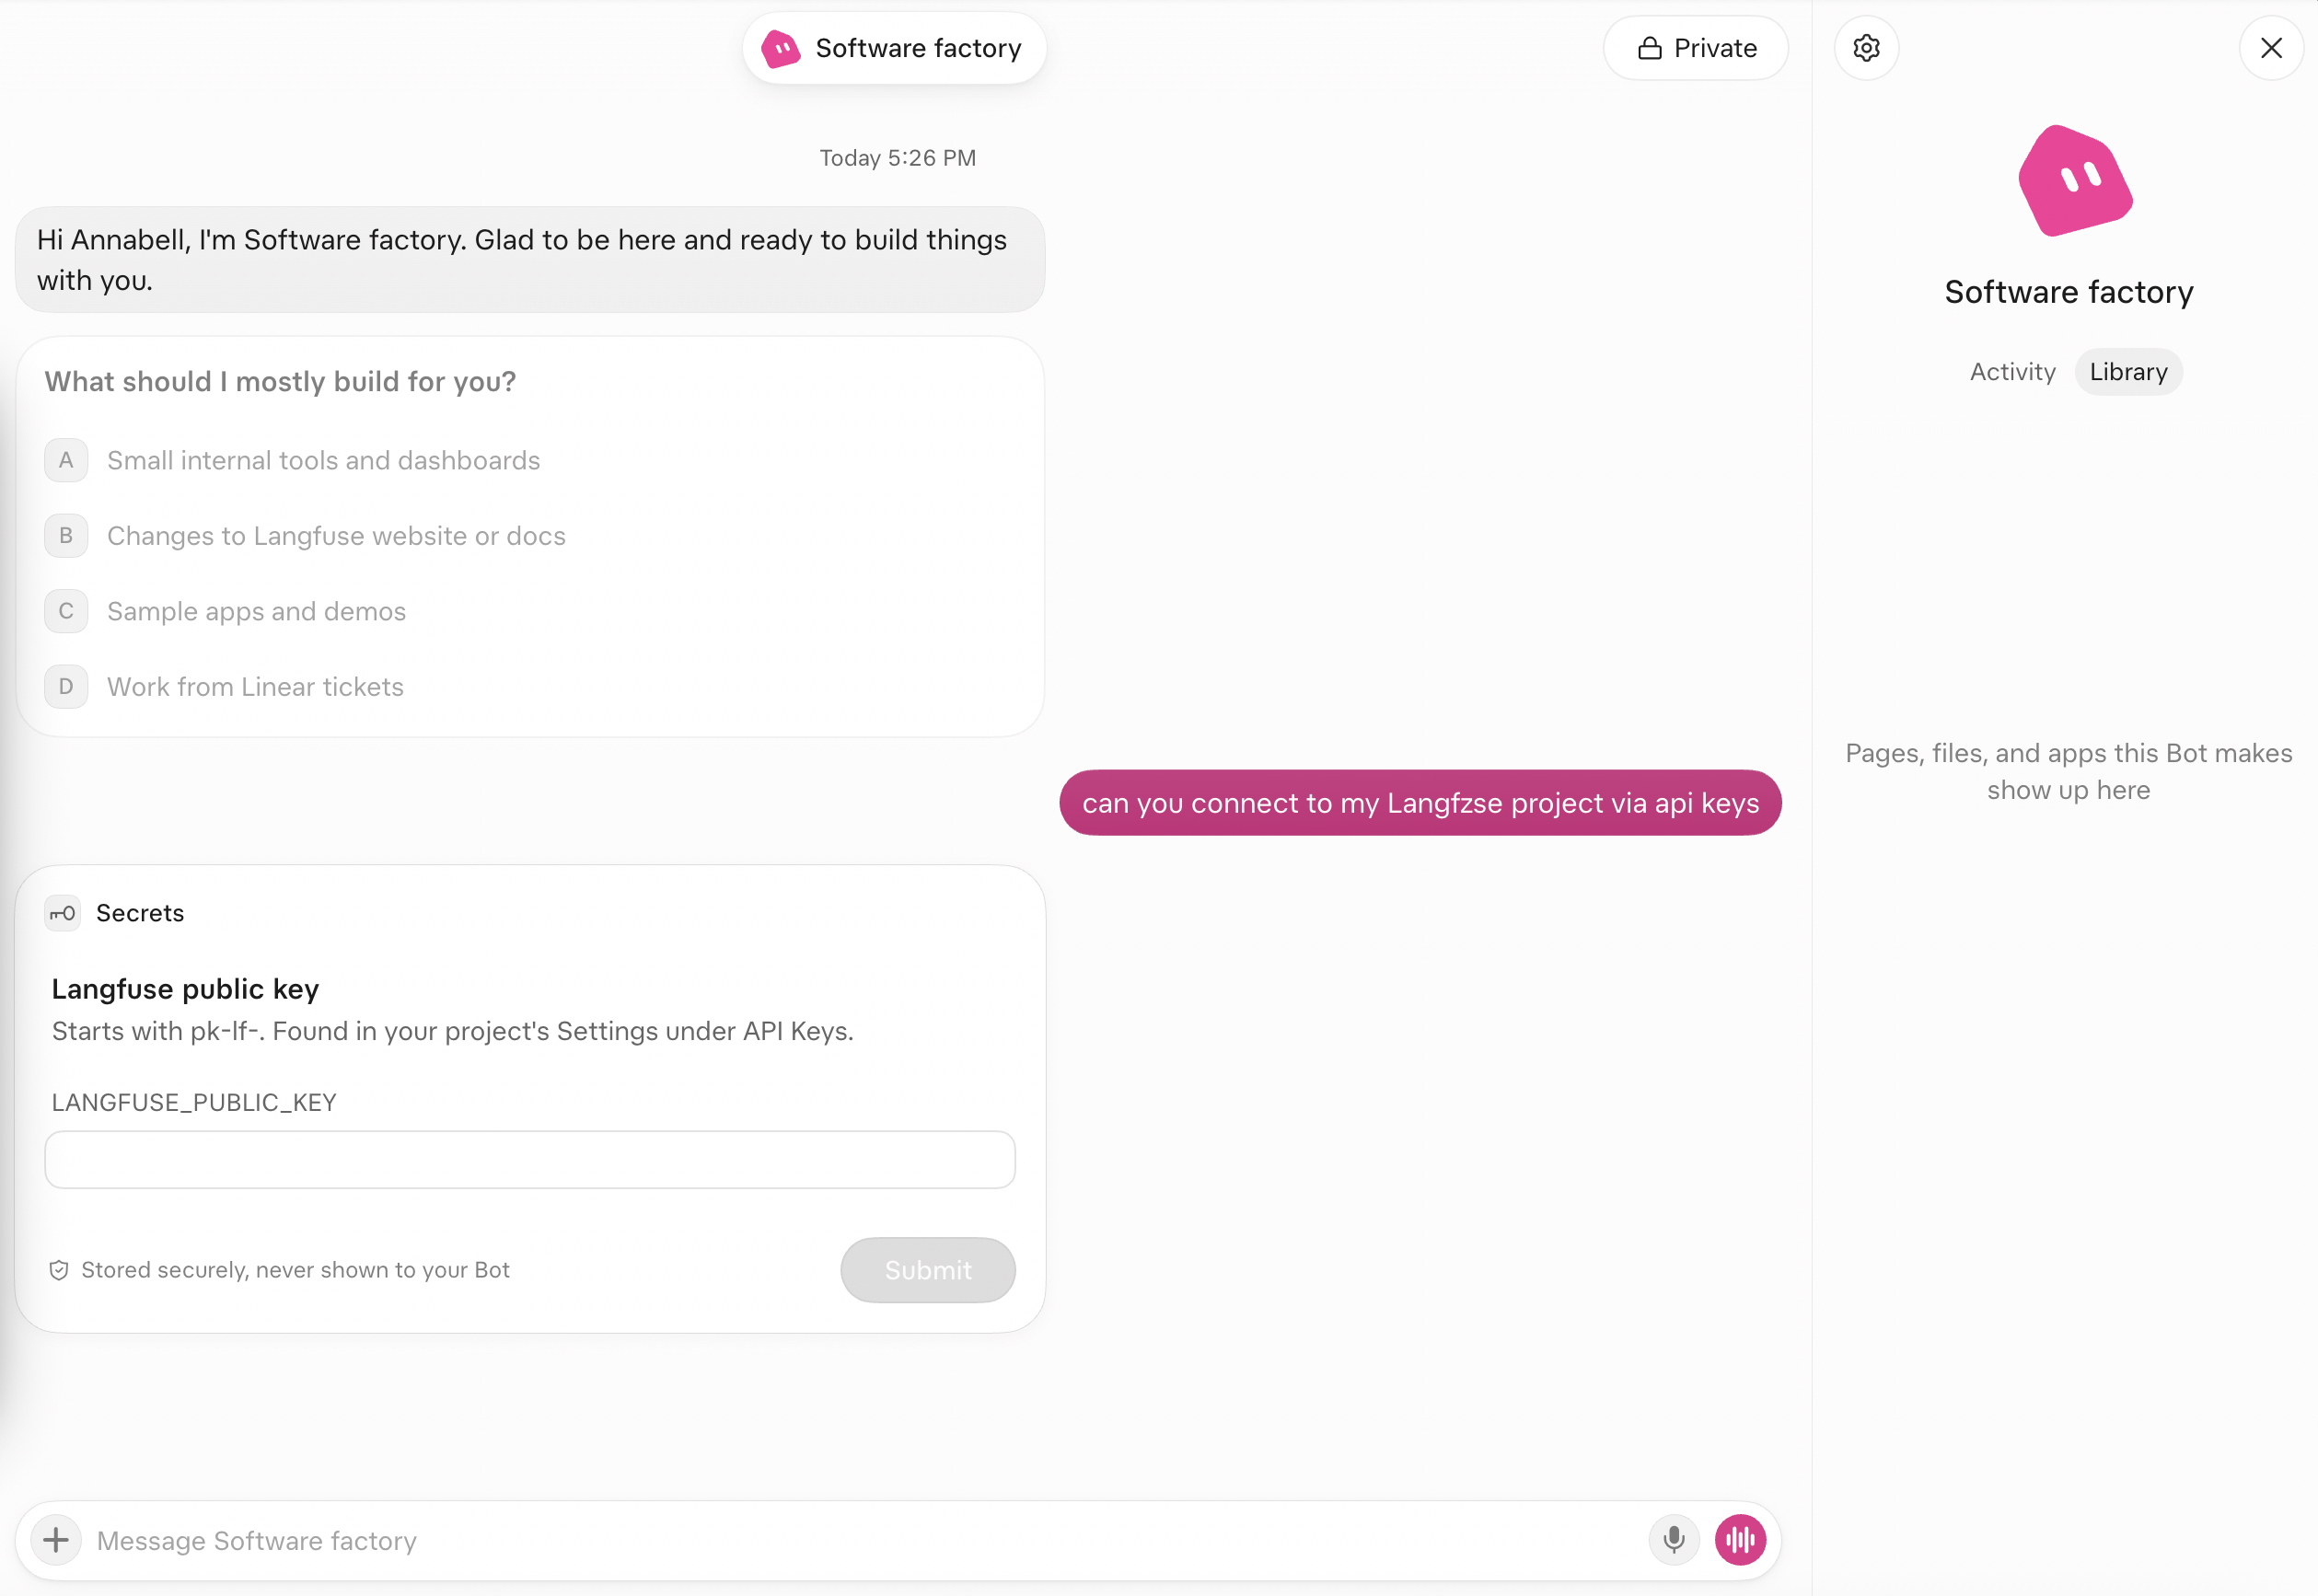 Software factory
Private
Today 5:26 PM
Hi Annabell, I'm Software factory. Glad to be here and ready to build things
with you.
What should I mostly build for you?
A Small internal tools and dashboards
B Changes to Langfuse website or docs
C Sample apps and demos
D Work from Linear tickets
can you connect to my Langfzse project via api keys
Secrets
Langfuse public key
Starts with pk-lf-. Found in your project's Settings under API Keys.
LANGFUSE_PUBLIC_KEY
Stored securely, never shown to your Bot
Submit
Message Software factory
Software factory
Activity Library
Pages, files, and apps this Bot makes
show up here